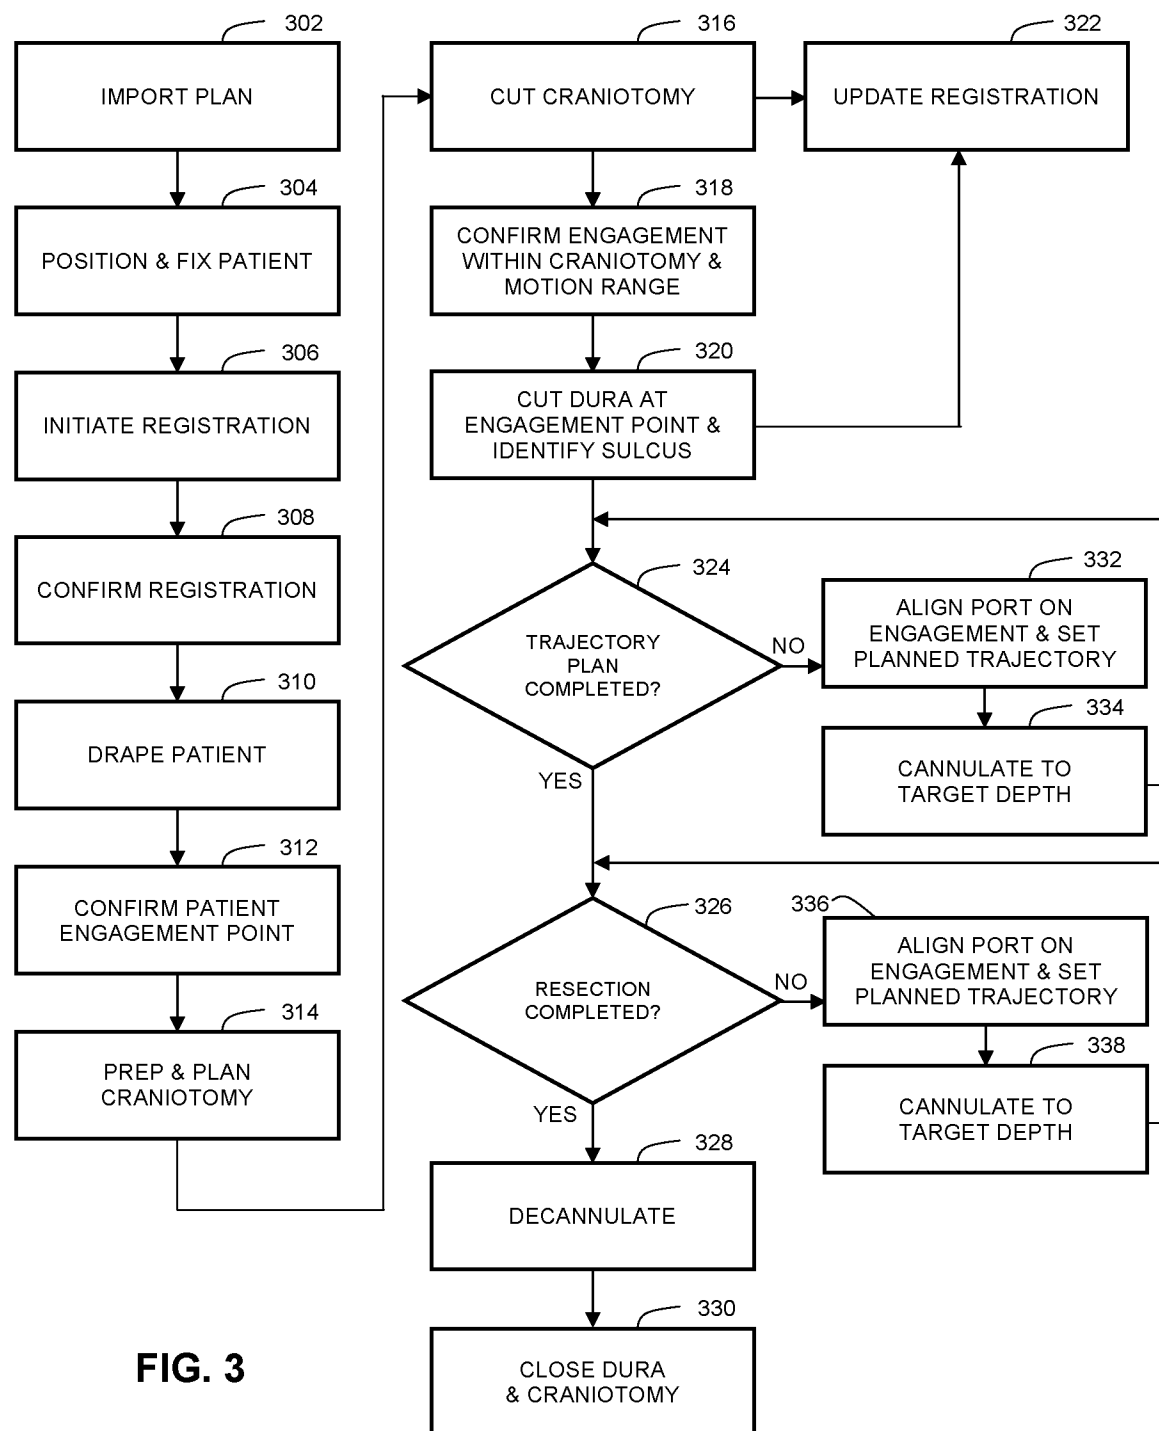 302
IMPORT PLAN
304
POSITION & FIX PATIENT
306
INITIATE REGISTRATION
308
CONFIRM REGISTRATION
310
DRAPE PATIENT
312
CONFIRM PATIENT
ENGAGEMENT POINT
314
PREP & PLAN
CRANIOTOMY
316
CUT CRANIOTOMY
322
UPDATE REGISTRATION
318
CONFIRM ENGAGEMENT
WITHIN CRANIOTOMY &
MOTION RANGE
320
CUT DURA AT
ENGAGEMENT POINT &
IDENTIFY SULCUS
324
TRAJECTORY
PLAN
COMPLETED?
NO
YES
332
ALIGN PORT ON
ENGAGEMENT & SET
PLANNED TRAJECTORY
334
CANNULATE TO
TARGET DEPTH
326
RESECTION
COMPLETED?
NO
YES
336
ALIGN PORT ON
ENGAGEMENT & SET
PLANNED TRAJECTORY
338
CANNULATE TO
TARGET DEPTH
328
DECANNULATE
330
CLOSE DURA
& CRANIOTOMY
FIG. 3